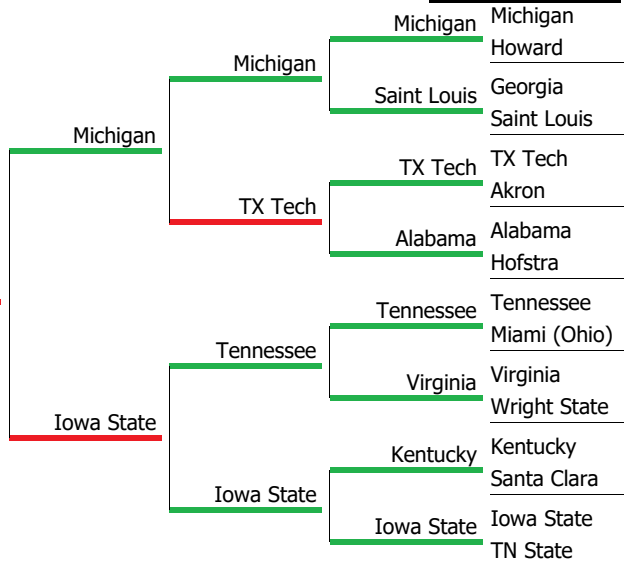 Michigan
Michigan
Howard
Michigan
Georgia
Saint Louis
Saint Louis
Michigan
TX Tech
TX Tech
Akron
TX Tech
Alabama
Alabama
Hofstra
Tennessee
Tennessee
Miami (Ohio)
Tennessee
Virginia
Virginia
Wright State
Iowa State
Kentucky
Kentucky
Santa Clara
Iowa State
Iowa State
Iowa State
TN State